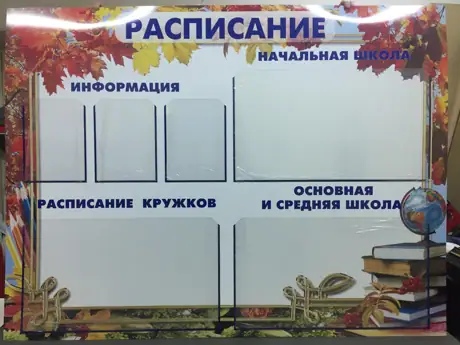 РАСПИСАНИЕ
НАЧАЛЬНАЯ ШКОЛА
ИНФОРМАЦИЯ
РАСПИСАНИЕ КРУЖКОВ
ОСНОВНАЯ
И СРЕДНЯЯ ШКОЛА